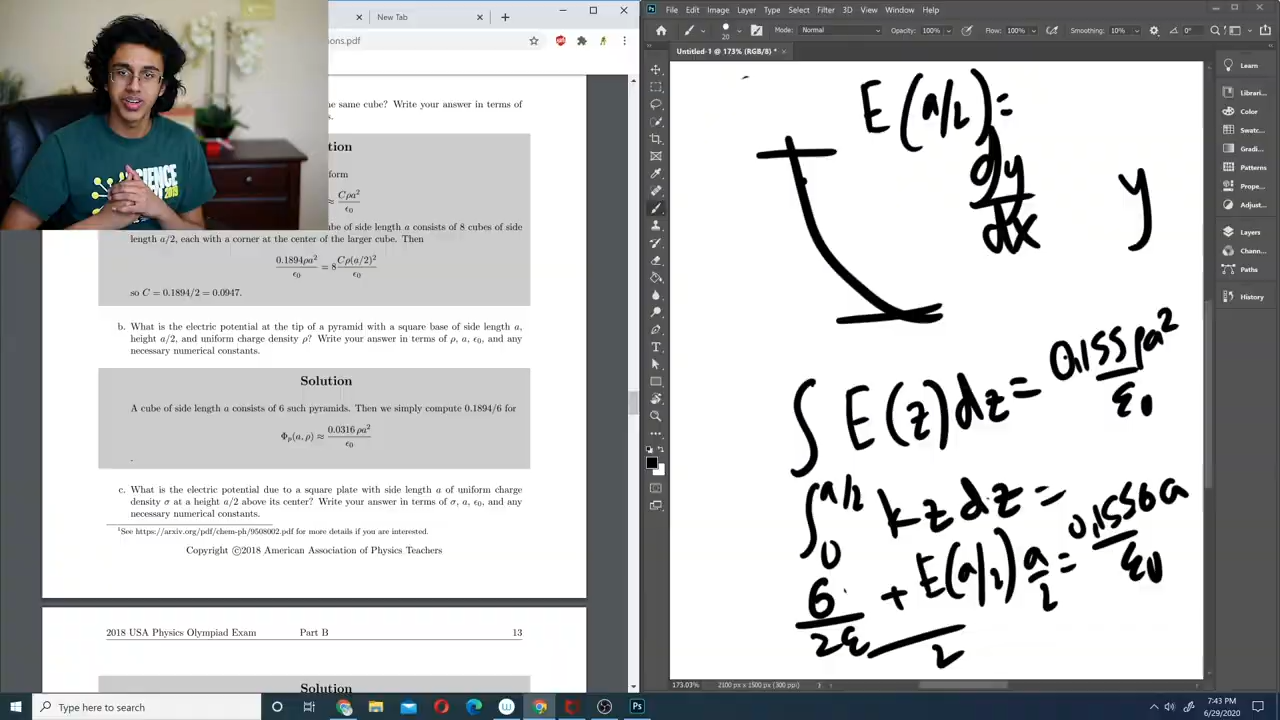 New Tab
ons.pdf
File Edit Image Layer Type Select Filter 3D View Window Help
20 Mode: Normal Opacity: 100% Flow: 100% Smoothing: 10% 0°
Untitled-1 @ 173% (RGB/8) *
e same cube? Write your answer in terms of
s.
tion
form
≈ Cρa²/ϵ₀
be of side length a consists of 8 cubes of side
length a/2, each with a corner at the center of the larger cube. Then
0.1894ρa²/ϵ₀ = 8 Cρ(a/2)²/ϵ₀
so C = 0.1894/2 = 0.0947.
b. What is the electric potential at the tip of a pyramid with a square base of side length a,
height a/2, and uniform charge density ρ? Write your answer in terms of ρ, a, ϵ₀, and any
necessary numerical constants.
Solution
A cube of side length a consists of 6 such pyramids. Then we simply compute 0.1894/6 for
Φₚ(a, ρ) ≈ 0.0316 ρa²/ϵ₀
.
c. What is the electric potential due to a square plate with side length a of uniform charge
density σ at a height a/2 above its center? Write your answer in terms of σ, a, ϵ₀, and any
necessary numerical constants.
¹See https://arxiv.org/pdf/chem-ph/9508002.pdf for more details if you are interested.
Copyright ©2018 American Association of Physics Teachers
2018 USA Physics Olympiad Exam Part B 13
Solution
SCIENCE
2019
E(a/2)=
dy/dx
y
∫E(z)dz = 0.155ρa²/ε₀
∫₀^(a/2) kzdz = 0.1556a/ε₀
6/2ε + E(a/2) a/2 =
2
Learn
Librari...
Color
Swatc...
Gradi...
Patte...
Prope...
Adjust...
Layers
Chann...
Paths
History
173.03% 2100 px x 1500 px (300 ppi)
Type here to search
7:43 PM
6/29/2020